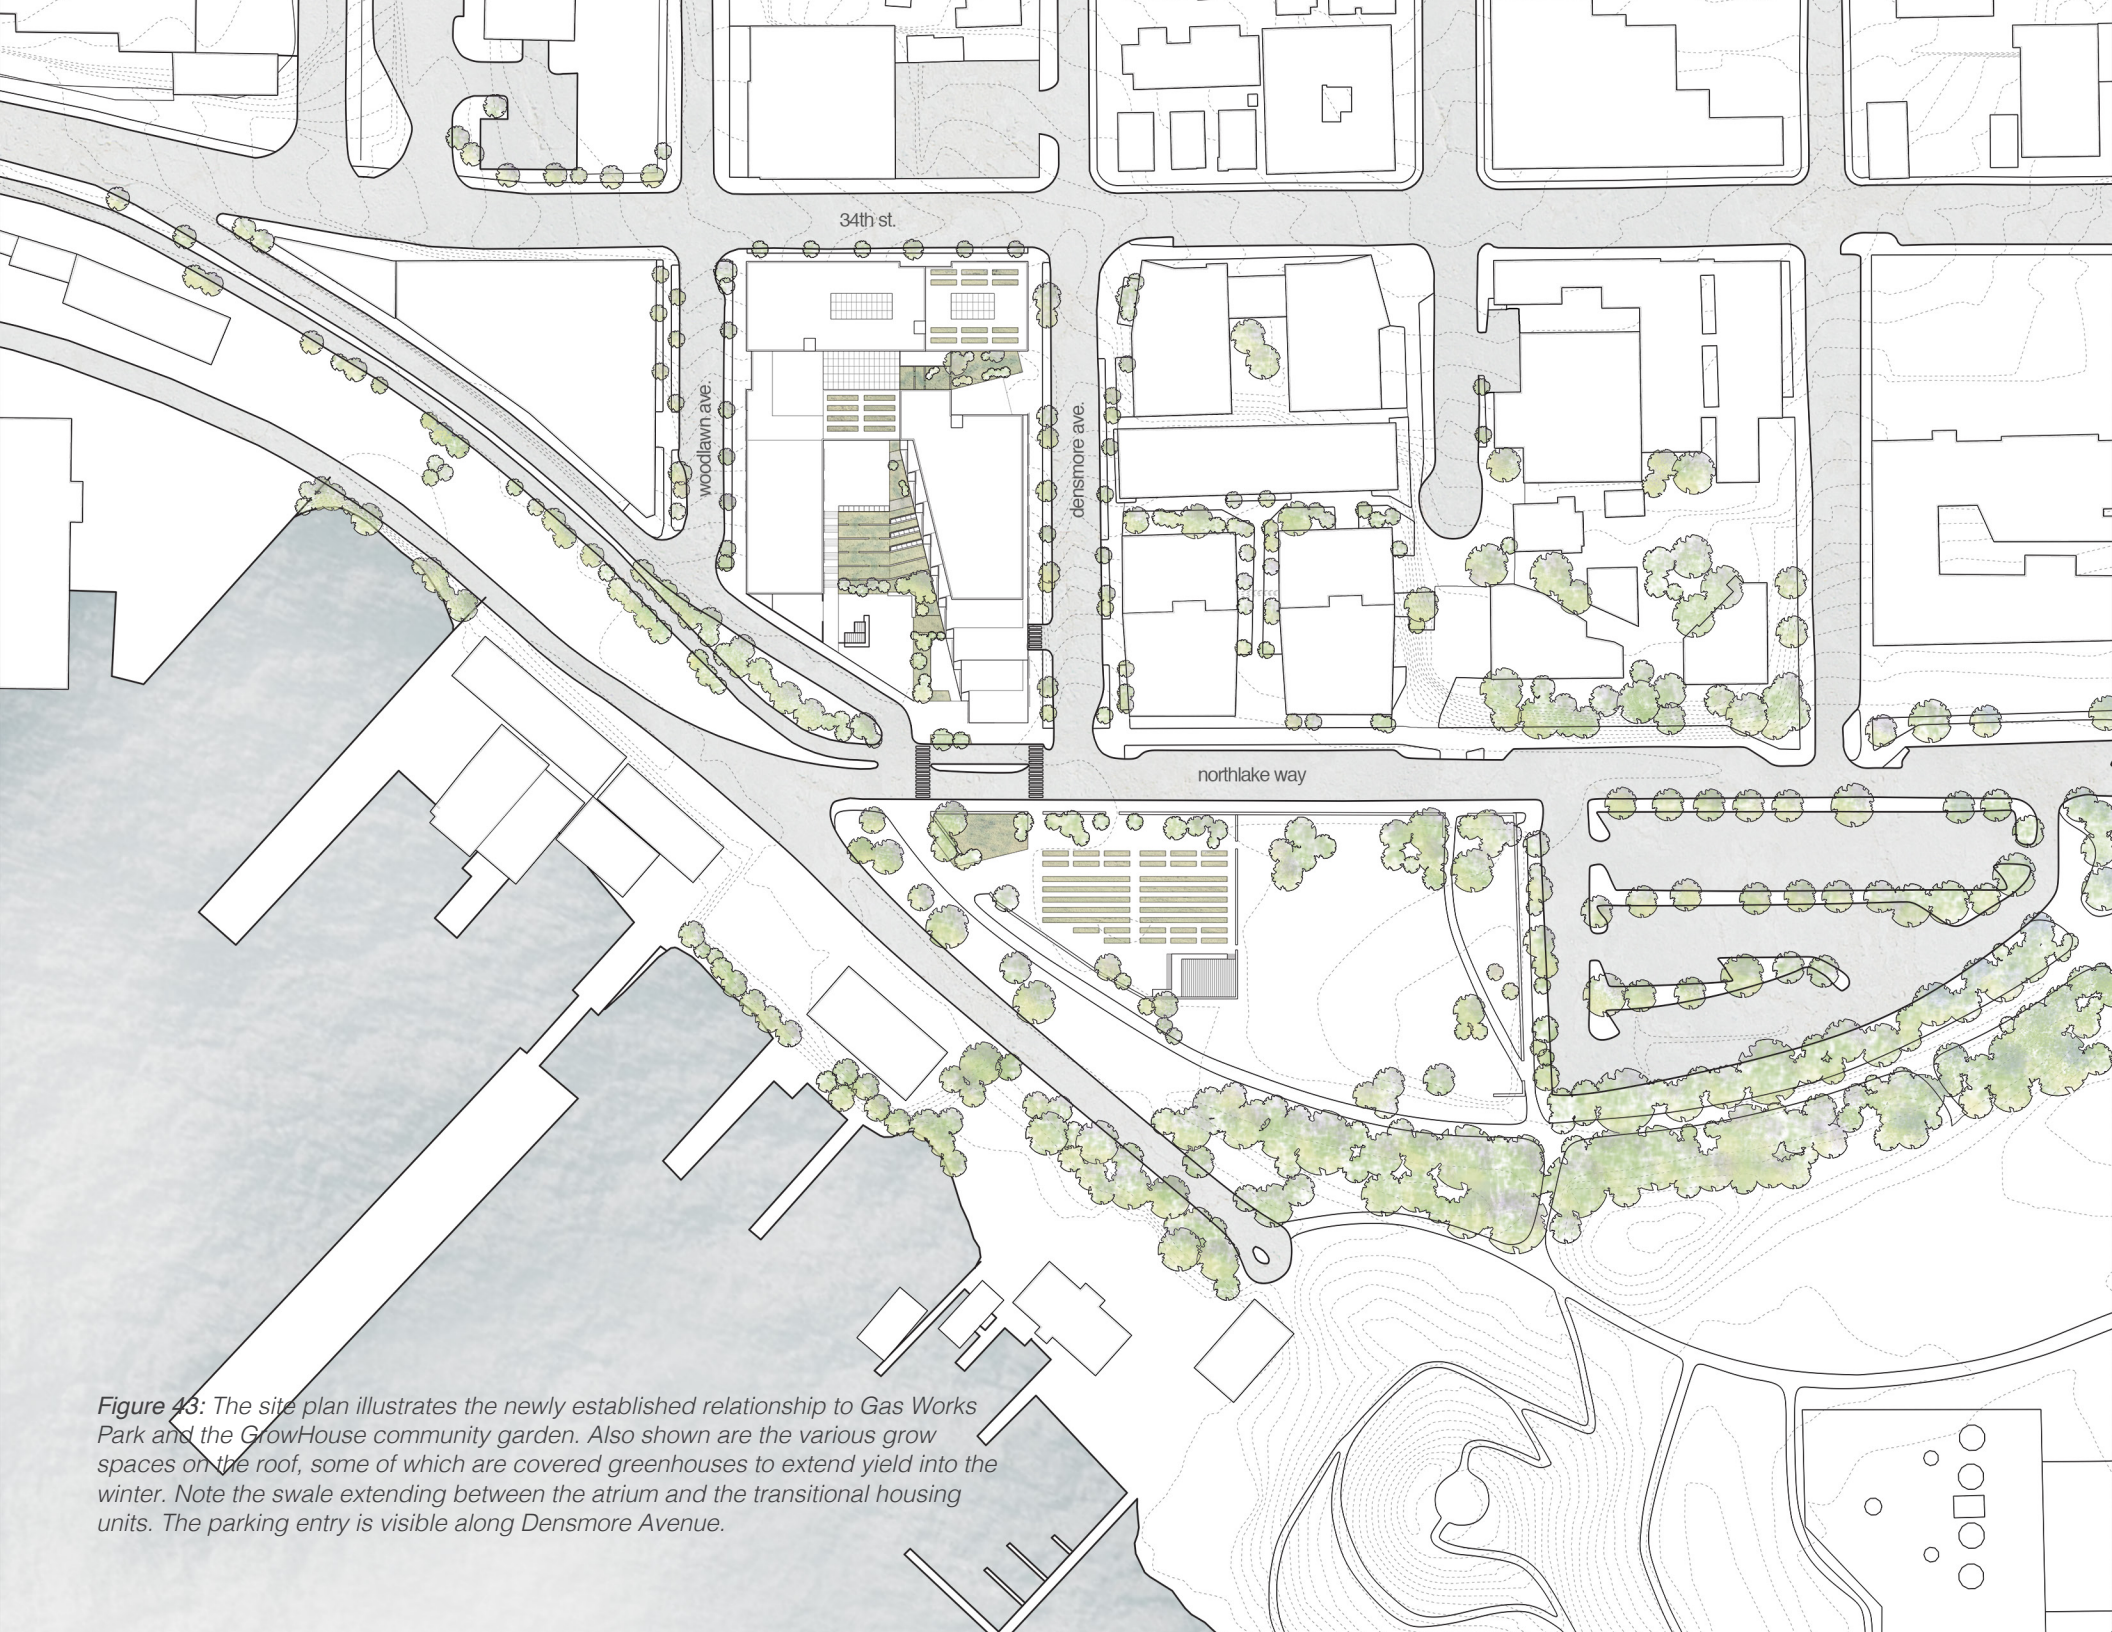 34th st.
woodlawn ave.
densmore ave.
northlake way
Figure 43: The site plan illustrates the newly established relationship to Gas Works
Park and the GrowHouse community garden. Also shown are the various grow
spaces on the roof, some of which are covered greenhouses to extend yield into the
winter. Note the swale extending between the atrium and the transitional housing
units. The parking entry is visible along Densmore Avenue.